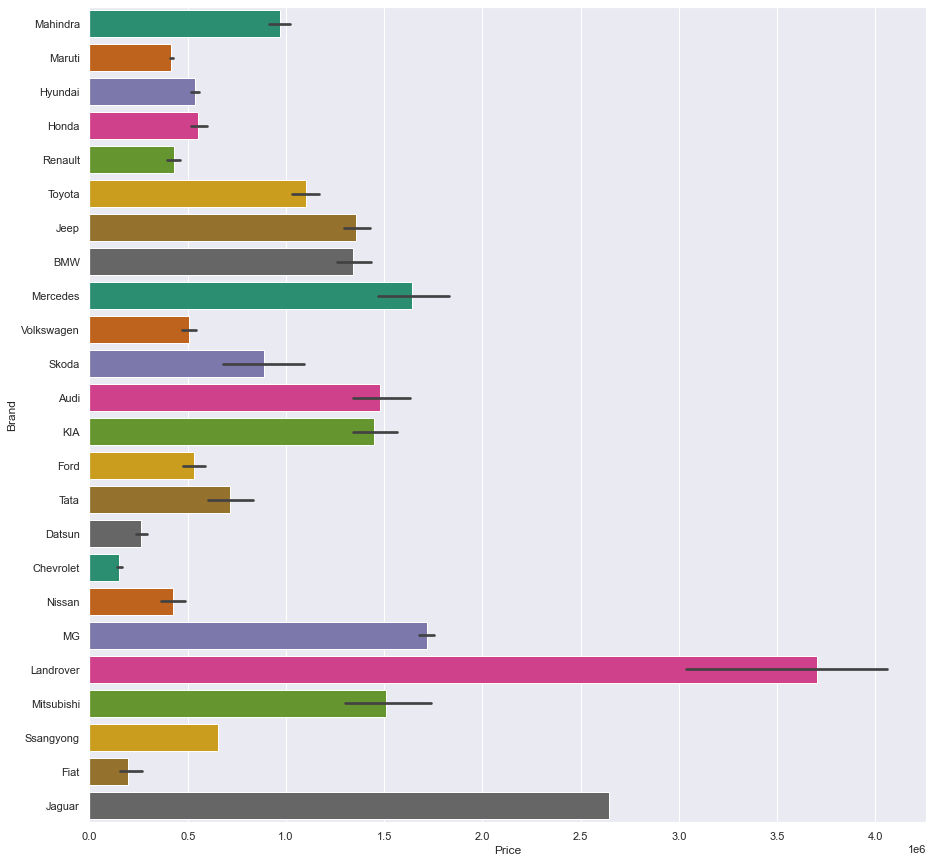 Mahindra
Maruti
Hyundai
Honda
Renault
Toyota
Jeep
BMW
Mercedes
Volkswagen
Skoda
Audi
KIA
Ford
Tata
Datsun
Chevrolet
Nissan
MG
Landrover
Mitsubishi
Ssangyong
Fiat
Jaguar
Brand
0.0 0.5 1.0 1.5 2.0 2.5 3.0 3.5 4.0
Price
1e6